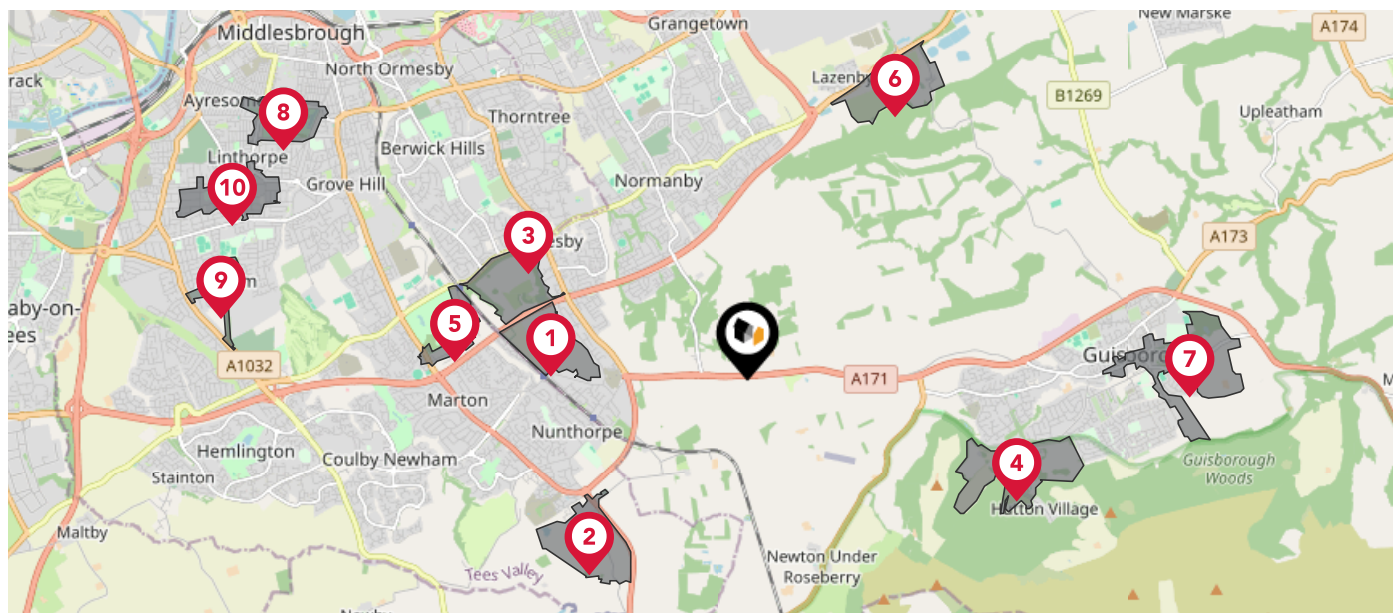 Middlesbrough
Grangetown
New Marske
A174
rack
North Ormesby
Lazenby
6
B1269
Ayresome
8
Thorntree
Upleatham
Linthorpe
Berwick Hills
10
Grove Hill
Normanby
3
esby
A173
9
m
aby-on-
ees
5
1
A1032
Guisboro
7
A171
Marton
Nunthorpe
Hemlington
Coulby Newham
Stainton
4
Guisborough
Woods
Hutton Village
Maltby
2
Newton Under
Roseberry
Tees Valley